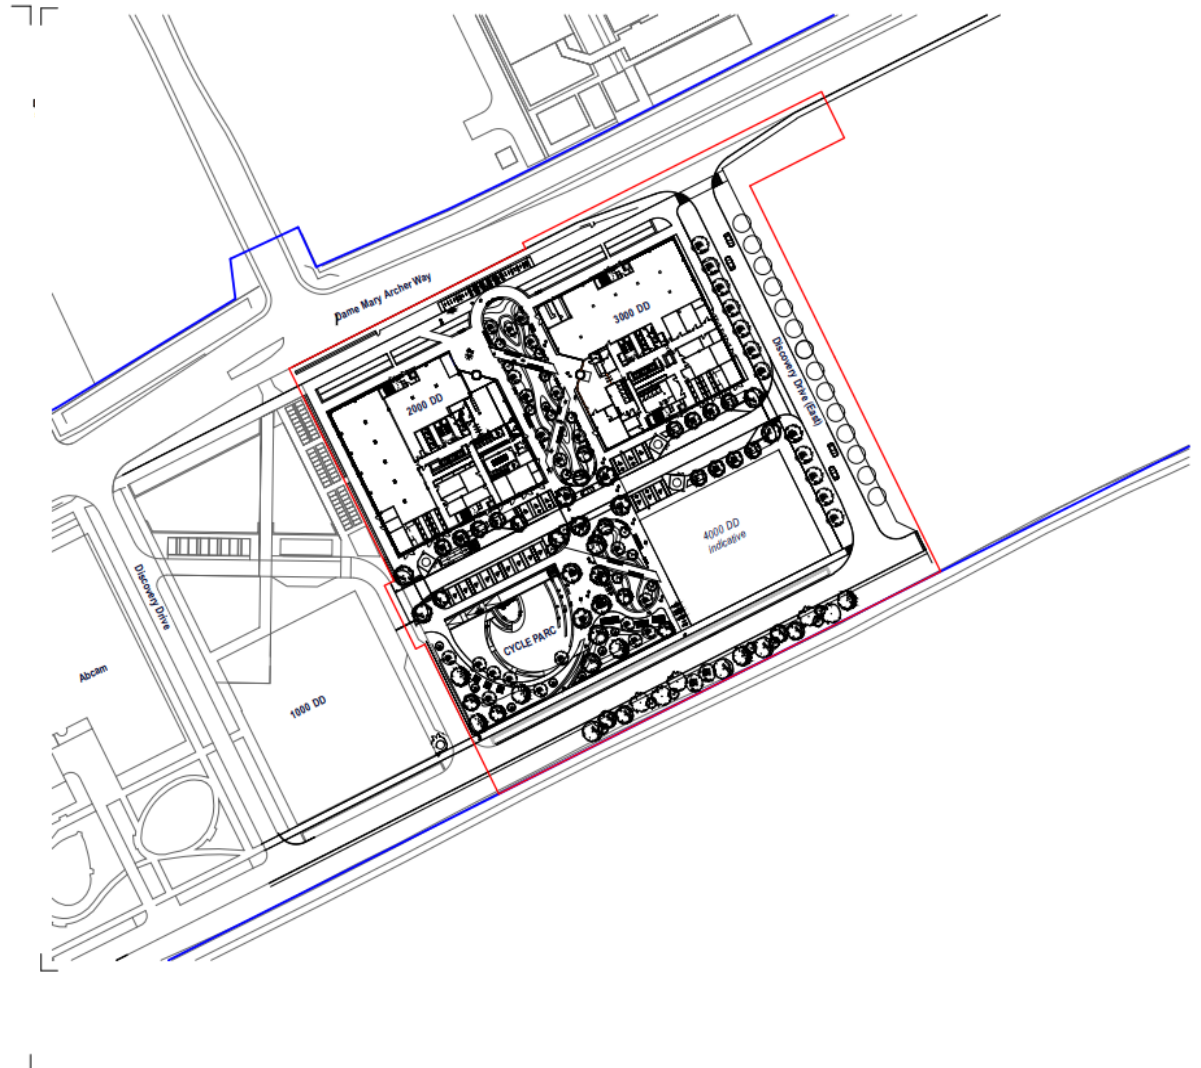 Dame Mary Archer Way
3000 DD
2000 DD
Discovery Drive (East)
4000 DD
Indicative
Discovery Drive
CYCLE PARC
Abcam
1000 DD